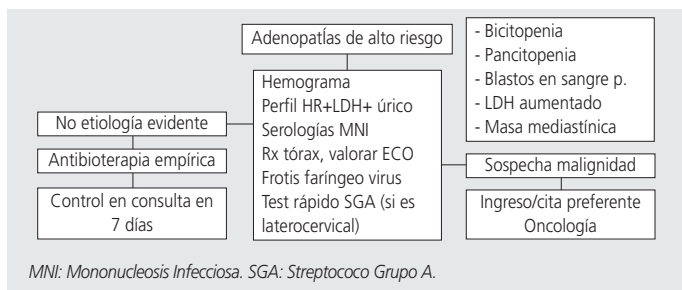 Adenopatías de alto riesgo
Hemograma
Perfil HR+LDH+ úrico
Serologías MNI
Rx tórax, valorar ECO
Frotis faríngeo virus
Test rápido SGA (si es
laterocervical)
No etiología evidente
Antibioterapia empírica
Control en consulta en
7 días
- Bicitopenia
- Pancitopenia
- Blastos en sangre p.
- LDH aumentado
- Masa mediastínica
Sospecha malignidad
Ingreso/cita preferente
Oncología
MNI: Mononucleosis Infecciosa. SGA: Streptococo Grupo A.